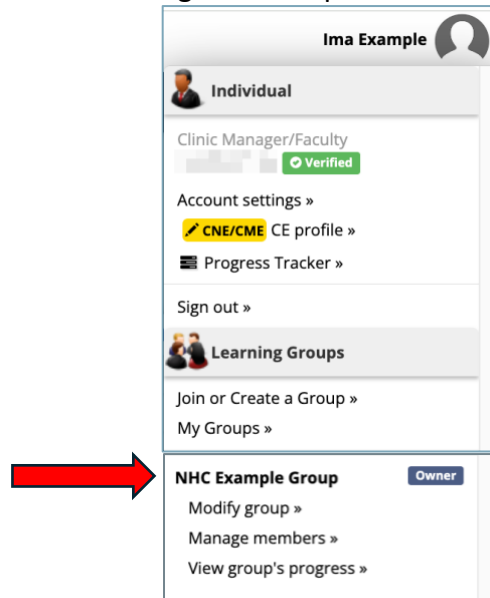 Ima Example
Individual
Clinic Manager/Faculty
Verified
Account settings »
CNE/CME CE profile »
Progress Tracker »
Sign out »
Learning Groups
Join or Create a Group »
My Groups »
NHC Example Group Owner
Modify group »
Manage members »
View group's progress »